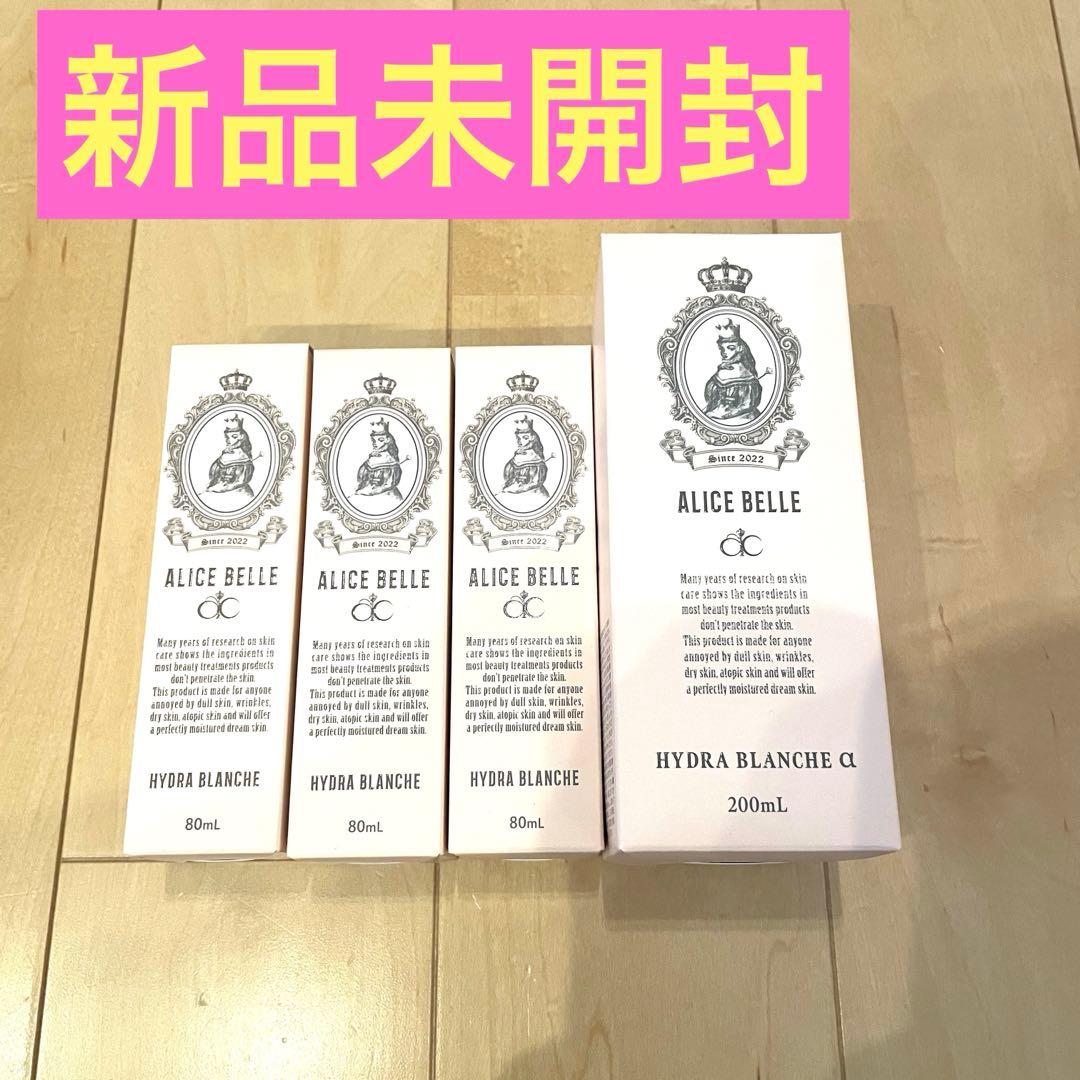 新品未開封
Since 2022
ALICE BELLE
Many years of research on skin
care shows the ingredients in
most beauty treatments products
don't penetrate the skin.
This product is made for anyone
annoyed by dull skin, wrinkles,
dry skin, atopic skin and will offer
a perfectly moistured dream skin.
HYDRA BLANCHE
80mL
Since 2022
ALICE BELLE
Many years of research on skin
care shows the ingredients in
most beauty treatments products
don't penetrate the skin.
This product is made for anyone
annoyed by dull skin, wrinkles,
dry skin, atopic skin and will offer
a perfectly moistured dream skin.
HYDRA BLANCHE
80mL
Since 2022
ALICE BELLE
Many years of research on skin
care shows the ingredients in
most beauty treatments products
don't penetrate the skin.
This product is made for anyone
annoyed by dull skin, wrinkles,
dry skin, atopic skin and will offer
a perfectly moistured dream skin.
HYDRA BLANCHE
80mL
Since 2022
ALICE BELLE
Many years of research on skin
care shows the ingredients in
most beauty treatments products
don't penetrate the skin.
This product is made for anyone
annoyed by dull skin, wrinkles,
dry skin, atopic skin and will offer
a perfectly moistured dream skin.
HYDRA BLANCHE α
200mL